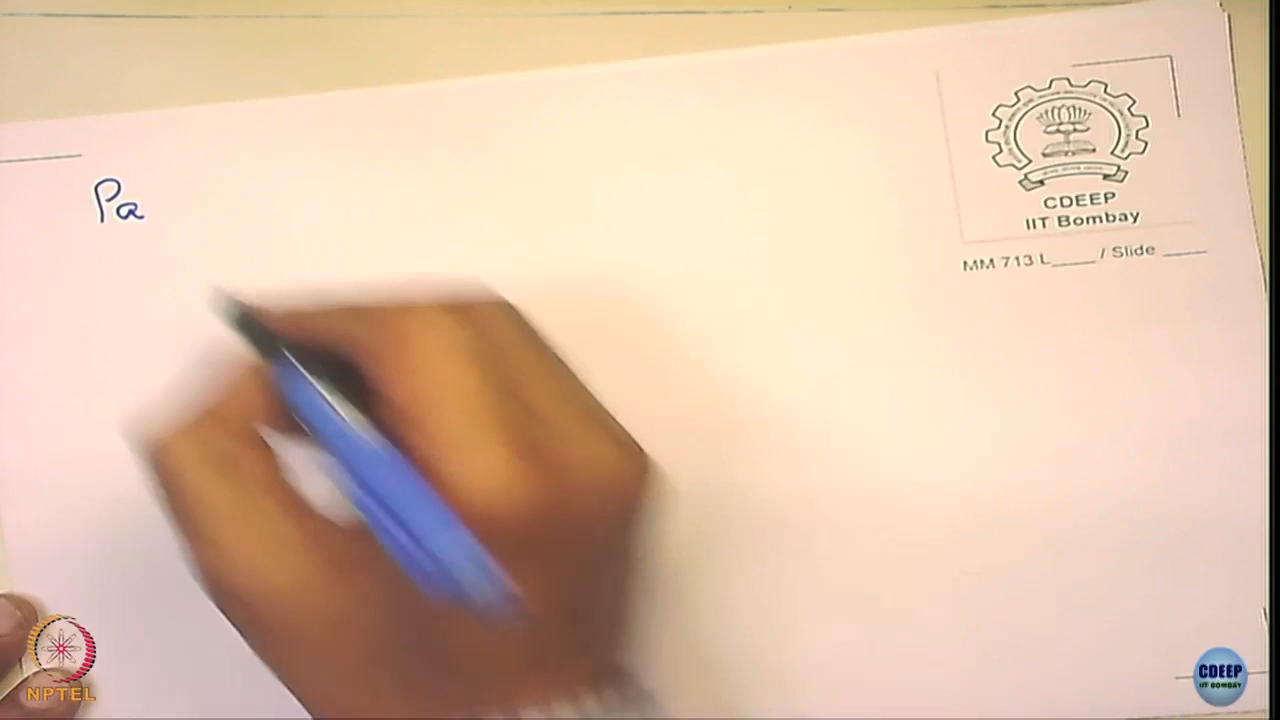 Pa
CDEEP
IIT Bombay
MM 713 L____ / Slide ____
NPTEL
CDEEP
IIT BOMBAY